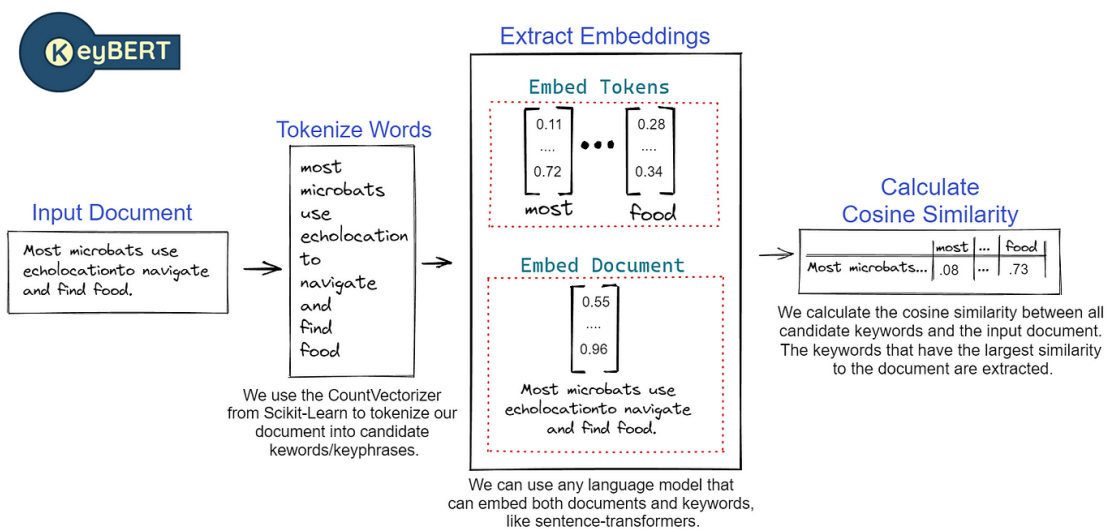 KeyBERT
Input Document
Most microbats use
echolocationto navigate
and find food.
Tokenize Words
most
microbats
use
echolocation
to
navigate
and
find
food
We use the CountVectorizer
from Scikit-Learn to tokenize our
document into candidate
kewords/keyphrases.
Extract Embeddings
Embed Tokens
0.11 0.28
.... ....
0.72 0.34
most food
Embed Document
0.55
....
0.96
Most microbats use
echolocationto navigate
and find food.
We can use any language model that
can embed both documents and keywords,
like sentence-transformers.
Calculate
Cosine Similarity
most ... food
Most microbats... .08 ... .73
We calculate the cosine similarity between all
candidate keywords and the input document.
The keywords that have the largest similarity
to the document are extracted.